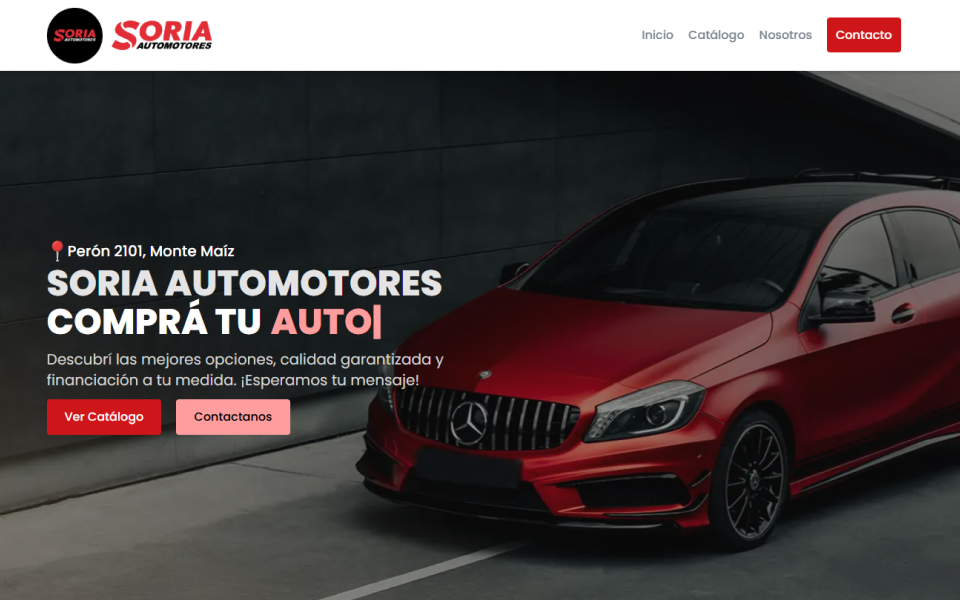 SORIA
AUTOMOTORES
SORIA
AUTOMOTORES
Inicio
Catálogo
Nosotros
Contacto
Perón 2101, Monte Maíz
SORIA AUTOMOTORES
COMPRÁ TU AUTO|
Descubrí las mejores opciones, calidad garantizada y
financiación a tu medida. ¡Esperamos tu mensaje!
Ver Catálogo
Contactanos